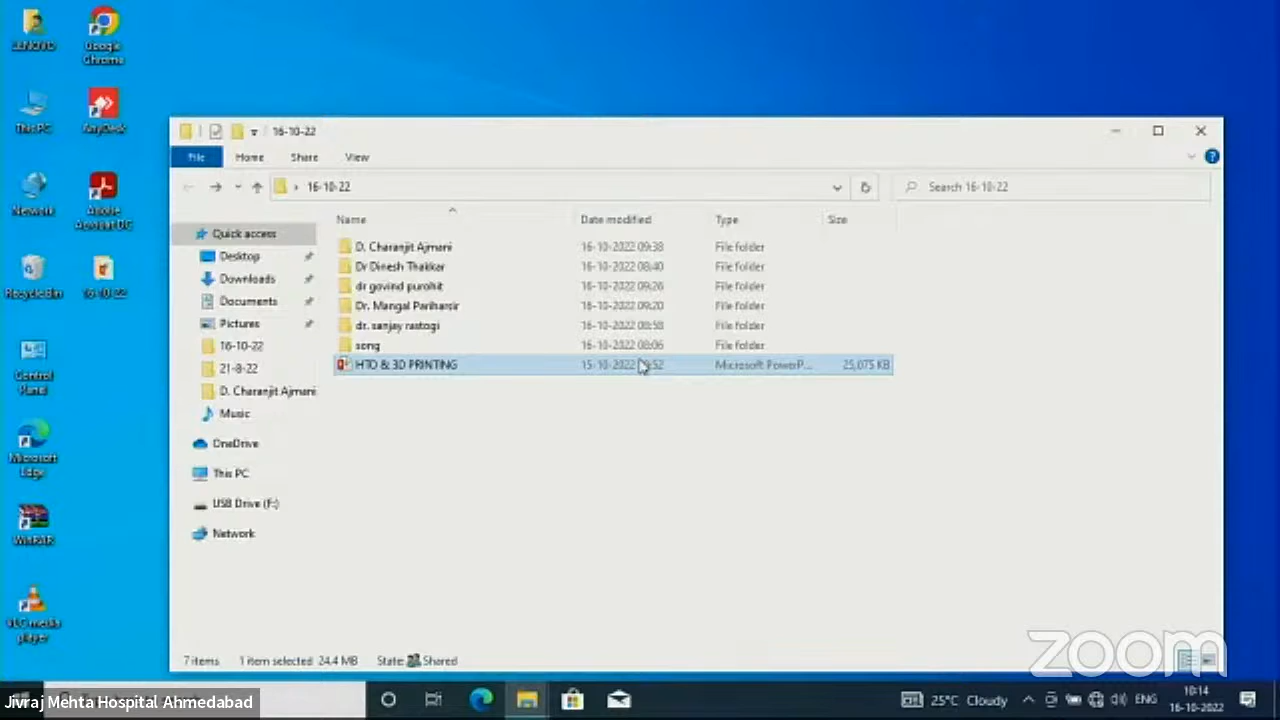 LENOVO
Google
Chrome
This PC
AnyDesk
Network
Adobe
Acrobat DC
Recycle Bin
16-10-22
Control
Panel
Microsoft
Edge
WinRAR
VLC media
player
16-10-22
File Home Share View
16-10-22
Search 16-10-22
Name Date modified Type Size
Quick access
Desktop
Downloads
Documents
Pictures
16-10-22
21-8-22
D. Charanjit Ajmani
Music
OneDrive
This PC
USB Drive (F:)
Network
D. Charanjit Ajmani 16-10-2022 09:38 File folder
Dr Dinesh Thakkar 16-10-2022 08:40 File folder
dr govind purohit 16-10-2022 09:26 File folder
Dr. Mangal Pariharsir 16-10-2022 09:20 File folder
dr. sanjay rastogi 16-10-2022 08:58 File folder
song 16-10-2022 08:06 File folder
HTO & 3D PRINTING 15-10-2022 Microsoft PowerP... 25,075 KB
7 items 1 item selected 24.4 MB State: Shared
zoom
Jivraj Mehta Hospital Ahmedabad
25°C Cloudy
ENG
10:14
16-10-2022